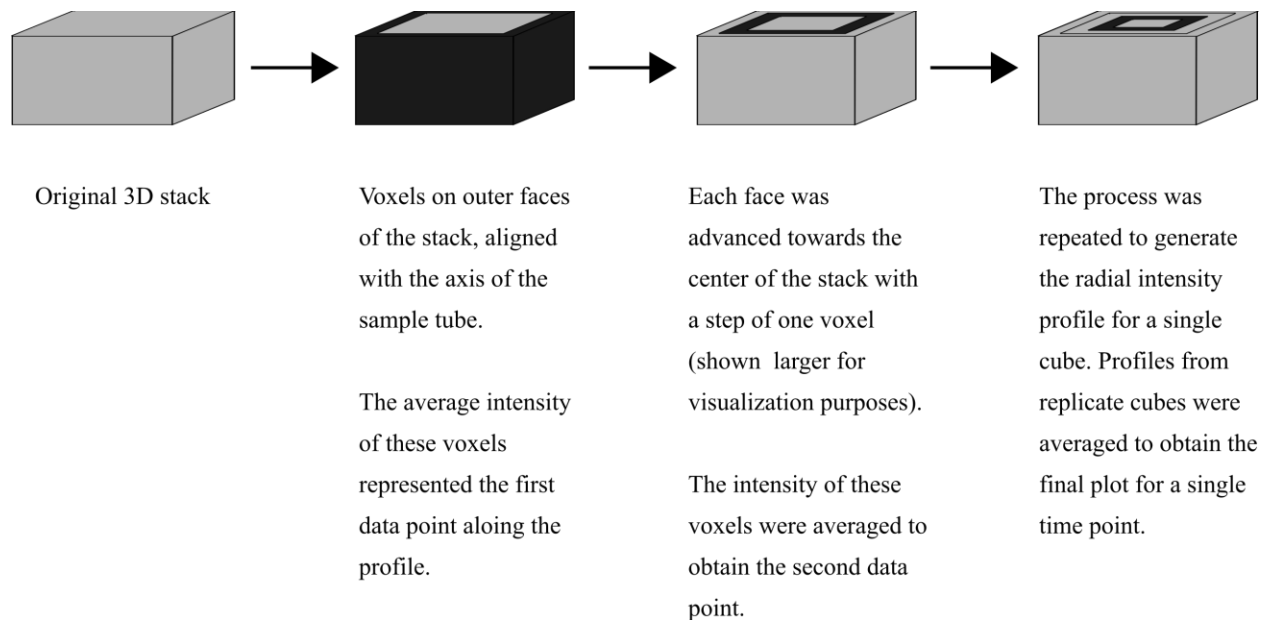 Original 3D stack
Voxels on outer faces
of the stack, aligned
with the axis of the
sample tube.
The average intensity
of these voxels
represented the first
data point aloing the
profile.
Each face was
advanced towards the
center of the stack with
a step of one voxel
(shown larger for
visualization purposes).
The intensity of these
voxels were averaged to
obtain the second data
point.
The process was
repeated to generate
the radial intensity
profile for a single
cube. Profiles from
replicate cubes were
averaged to obtain the
final plot for a single
time point.